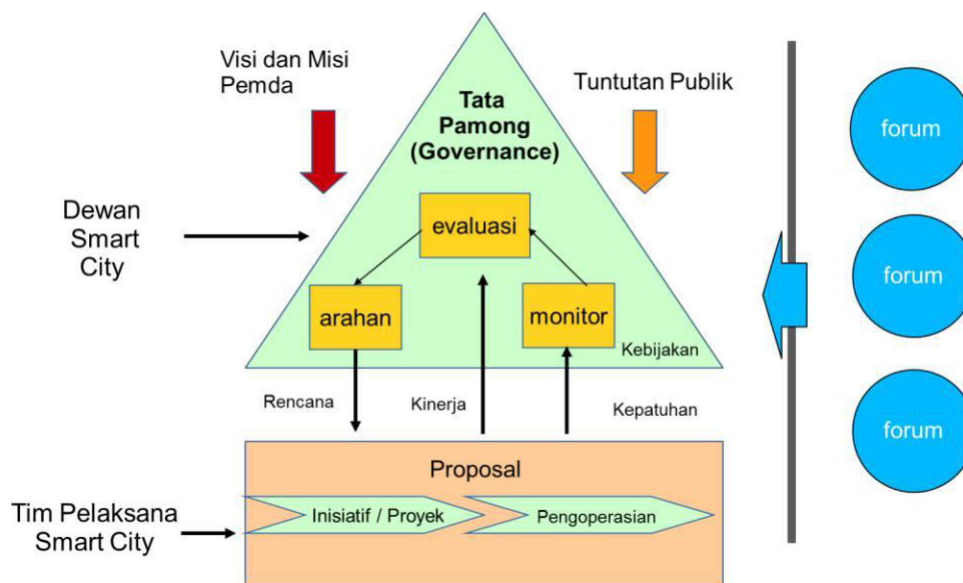 Visi dan Misi
Pemda
Tuntutan Publik
Tata
Pamong
(Governance)
Dewan
Smart
City
evaluasi
arahan
monitor
Kebijakan
Rencana
Kinerja
Kepatuhan
Proposal
Inisiatif / Proyek
Pengoperasian
Tim Pelaksana
Smart City
forum
forum
forum